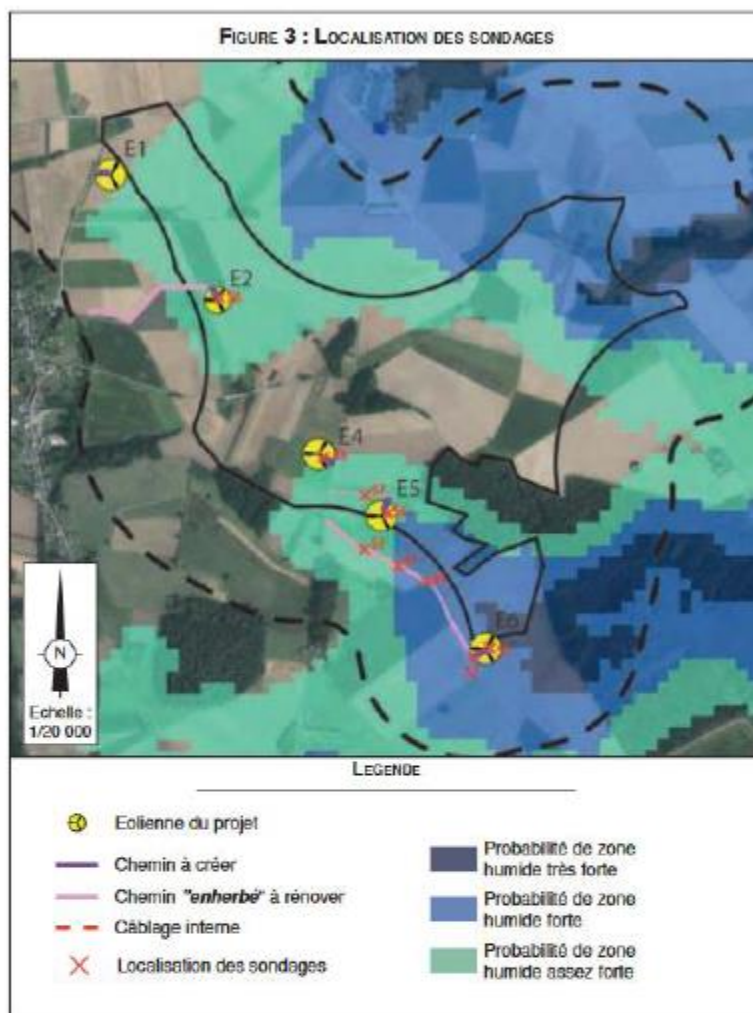 FIGURE 3 : LOCALISATION DES SONDAGES
E1
E2
E4
E5
E6
N
Echelle :
1/20 000
LEGENDE
Eolienne du projet
Chemin à créer
Chemin "enherbé" à rénover
Câblage interne
Localisation des sondages
Probabilité de zone
humide très forte
Probabilité de zone
humide forte
Probabilité de zone
humide assez forte